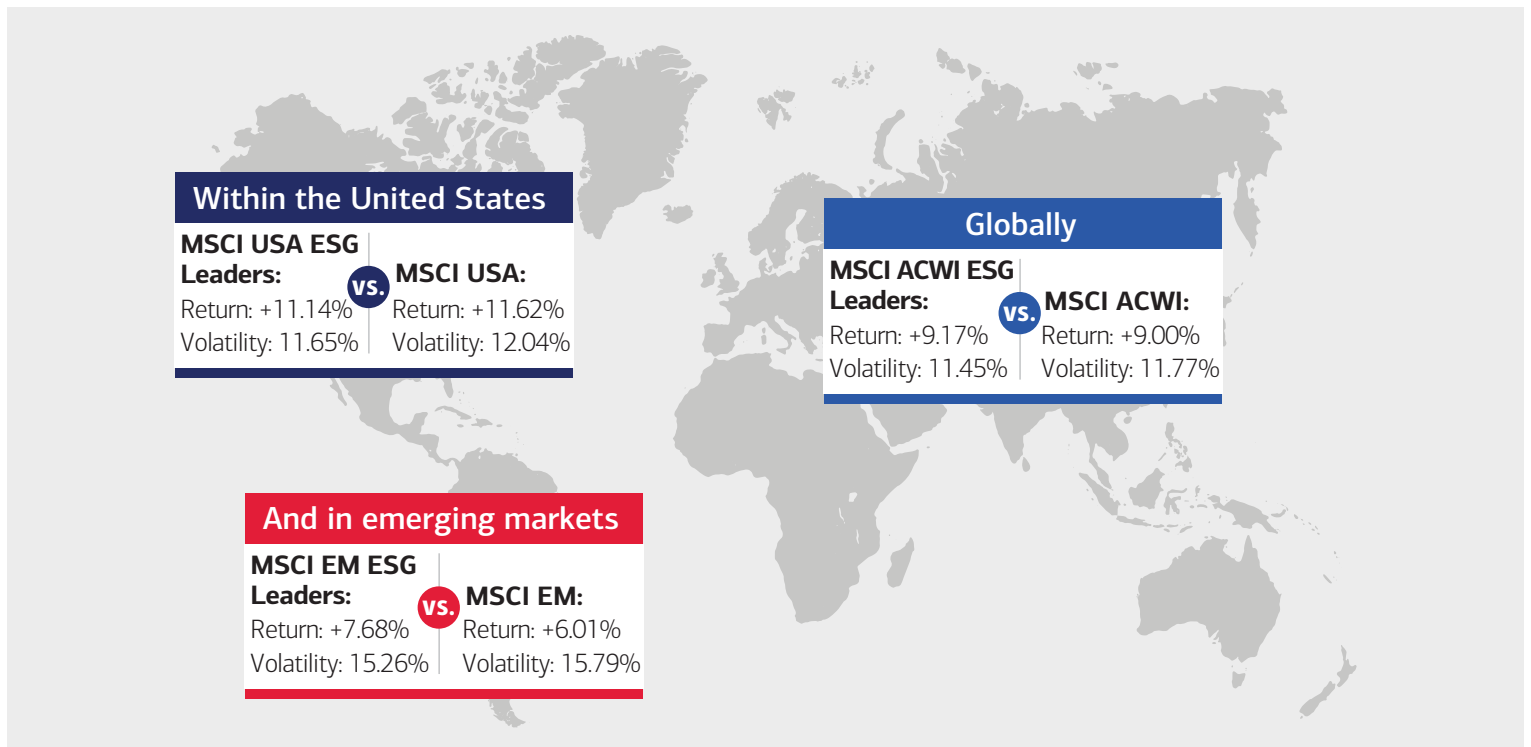 Within the United States
MSCI USA ESG
Leaders:
Return: +11.14%
Volatility: 11.65%
vs.
MSCI USA:
Return: +11.62%
Volatility: 12.04%
Globally
MSCI ACWI ESG
Leaders:
Return: +9.17%
Volatility: 11.45%
vs.
MSCI ACWI:
Return: +9.00%
Volatility: 11.77%
And in emerging markets
MSCI EM ESG
Leaders:
Return: +7.68%
Volatility: 15.26%
vs.
MSCI EM:
Return: +6.01%
Volatility: 15.79%